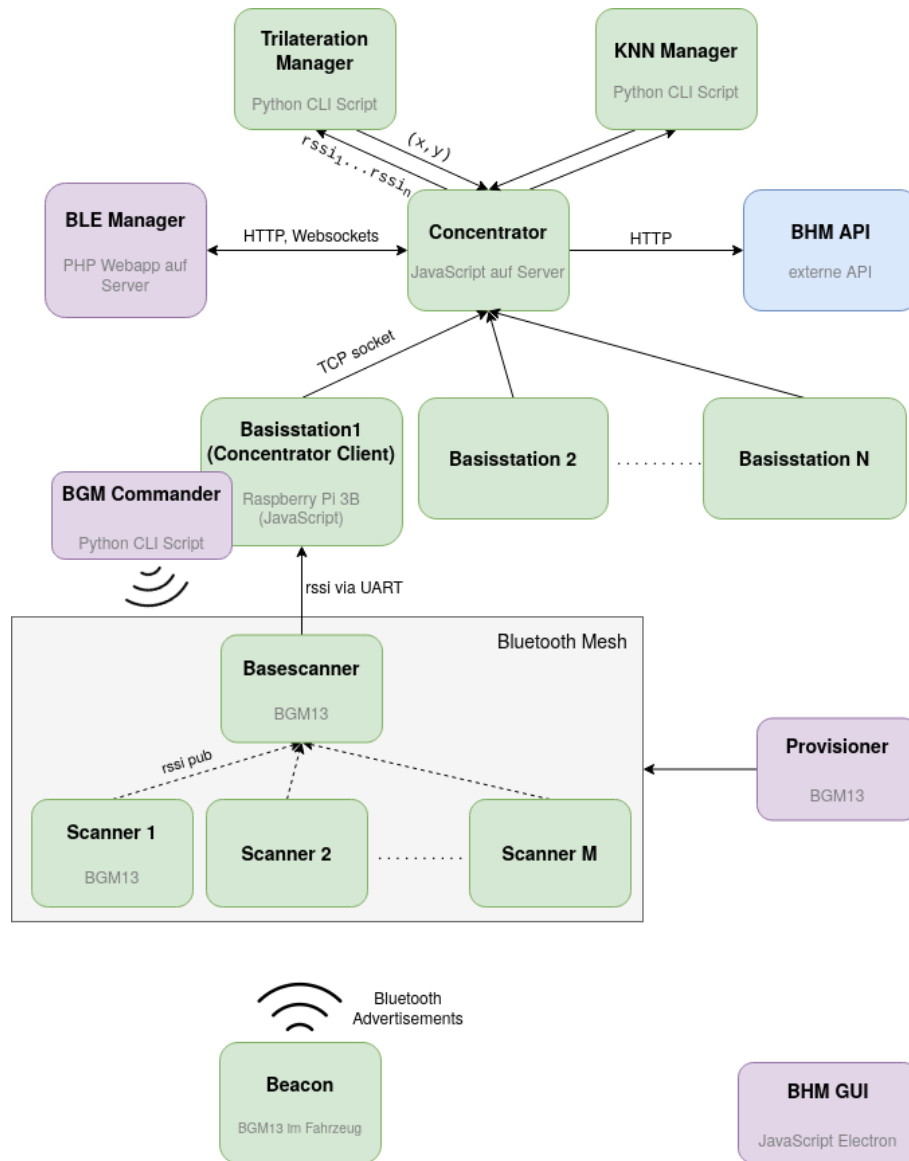 Trilateration
Manager
Python CLI Script
KNN Manager
Python CLI Script
(x,y)
rssi1...rssin
BLE Manager
PHP Webapp auf
Server
HTTP, Websockets
Concentrator
JavaScript auf Server
HTTP
BHM API
externe API
TCP socket
Basisstation1
(Concentrator Client)
Raspberry Pi 3B
(JavaScript)
Basisstation 2
. . . . . . . . . .
Basisstation N
BGM Commander
Python CLI Script
rssi via UART
Bluetooth Mesh
Basescanner
BGM13
rssi pub
Scanner 1
BGM13
Scanner 2
. . . . . . . . . .
Scanner M
Provisioner
BGM13
Bluetooth
Advertisements
Beacon
BGM13 Im Fahrzeug
BHM GUI
JavaScript Electron